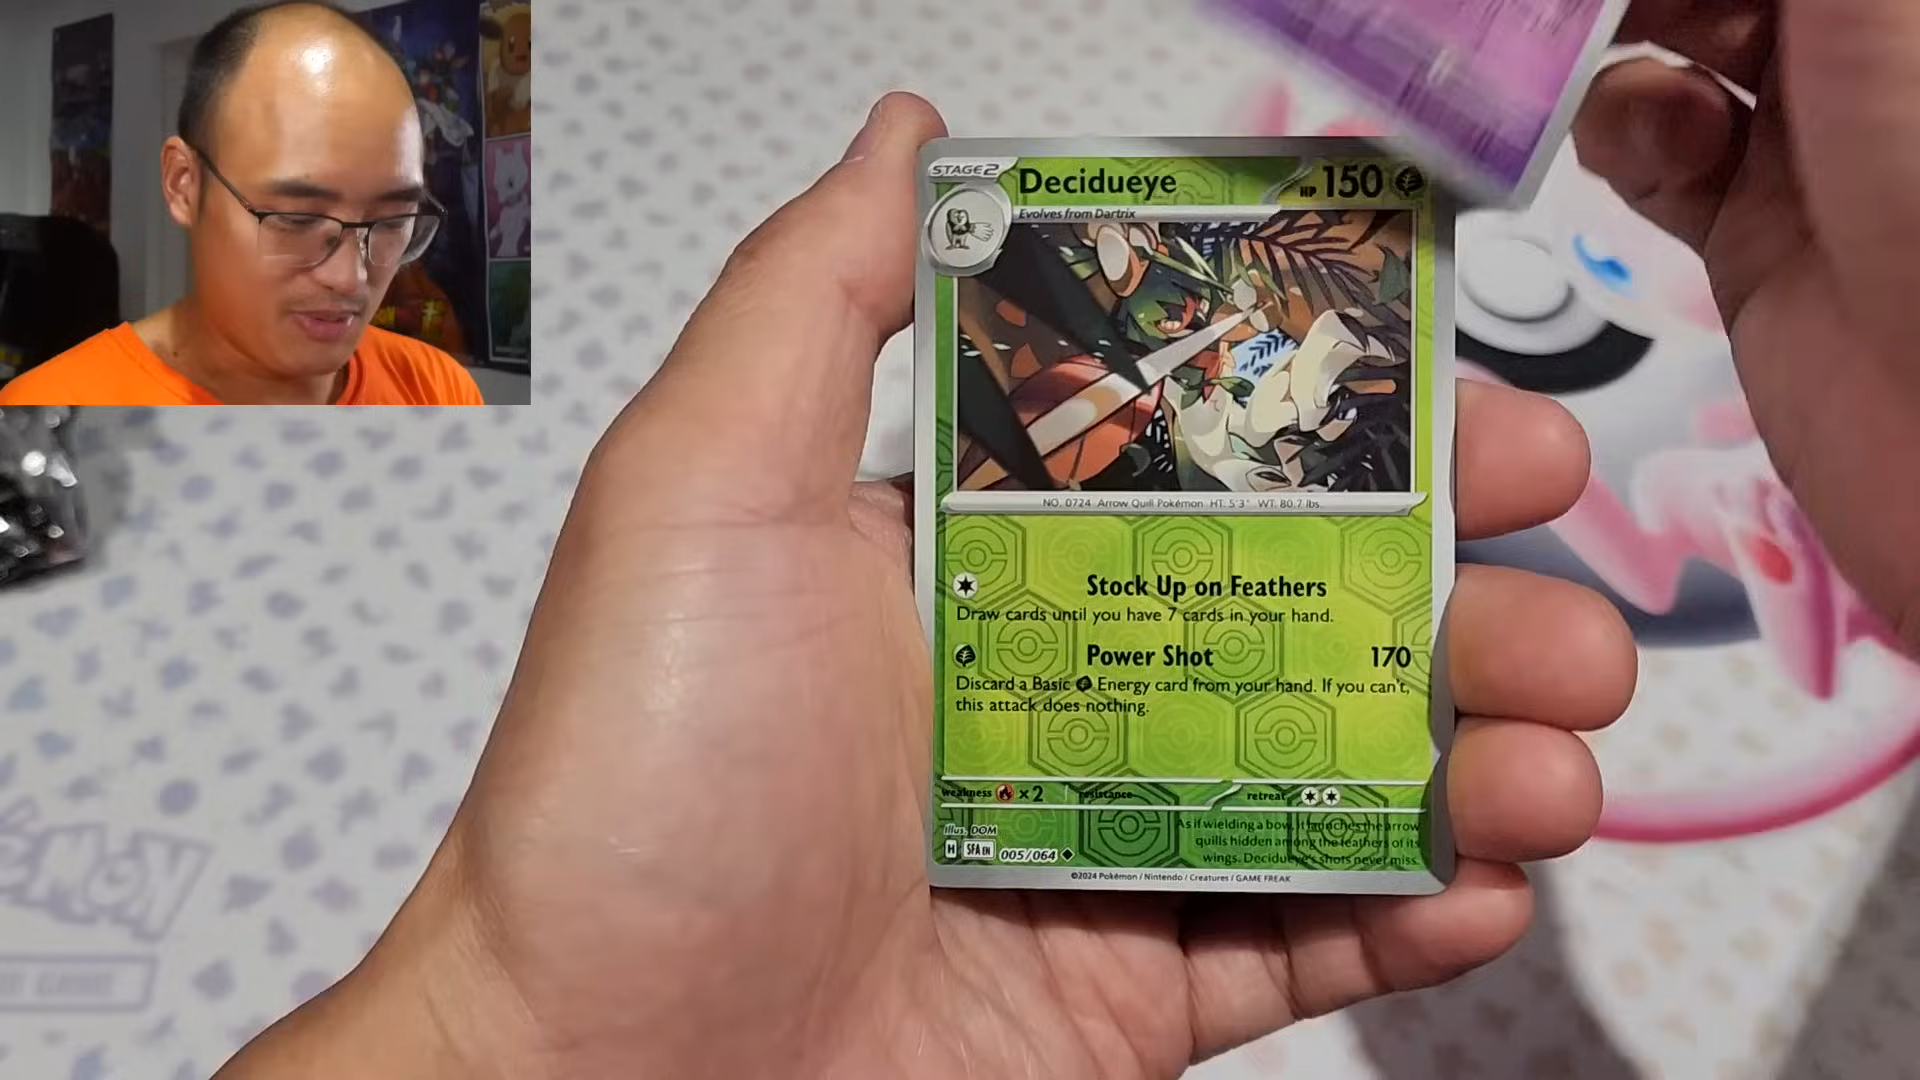 STAGE2
Decidueye
HP 150
Evolves from Dartrix
NO. 0724 Arrow Quill Pokémon HT: 5'3" WT: 80.7 lbs.
Stock Up on Feathers
Draw cards until you have 7 cards in your hand.
Power Shot 170
Discard a Basic Energy card from your hand. If you can't,
this attack does nothing.
weakness ×2 resistance retreat
Illus. DOM
As if wielding a bow, it launches the arrow
quills hidden among the feathers of its
wings. Decidueye's shots never miss.
H SFA EN 005/064
©2024 Pokémon / Nintendo / Creatures / GAME FREAK